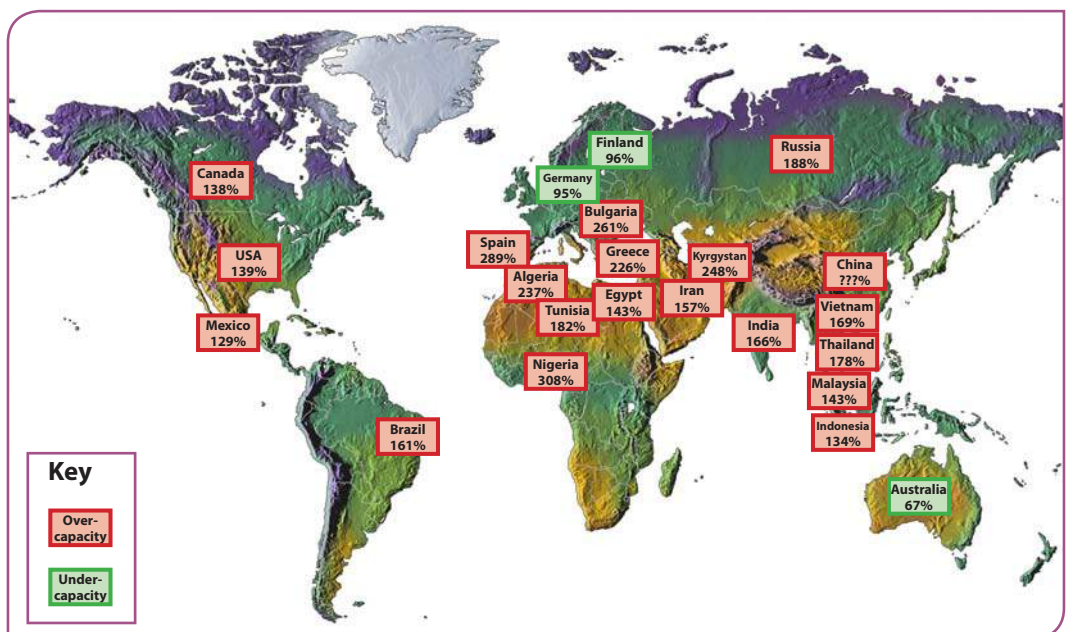 Finland
96%
Russia
188%
Canada
138%
Germany
95%
Bulgaria
261%
Spain
289%
USA
139%
Greece
226%
Kyrgystan
248%
China
???%
Algeria
237%
Egypt
143%
Iran
157%
Tunisia
182%
Vietnam
169%
Mexico
129%
India
166%
Thailand
178%
Nigeria
308%
Malaysia
143%
Brazil
161%
Indonesia
134%
Australia
67%
Key
Over-
capacity
Under-
capacity